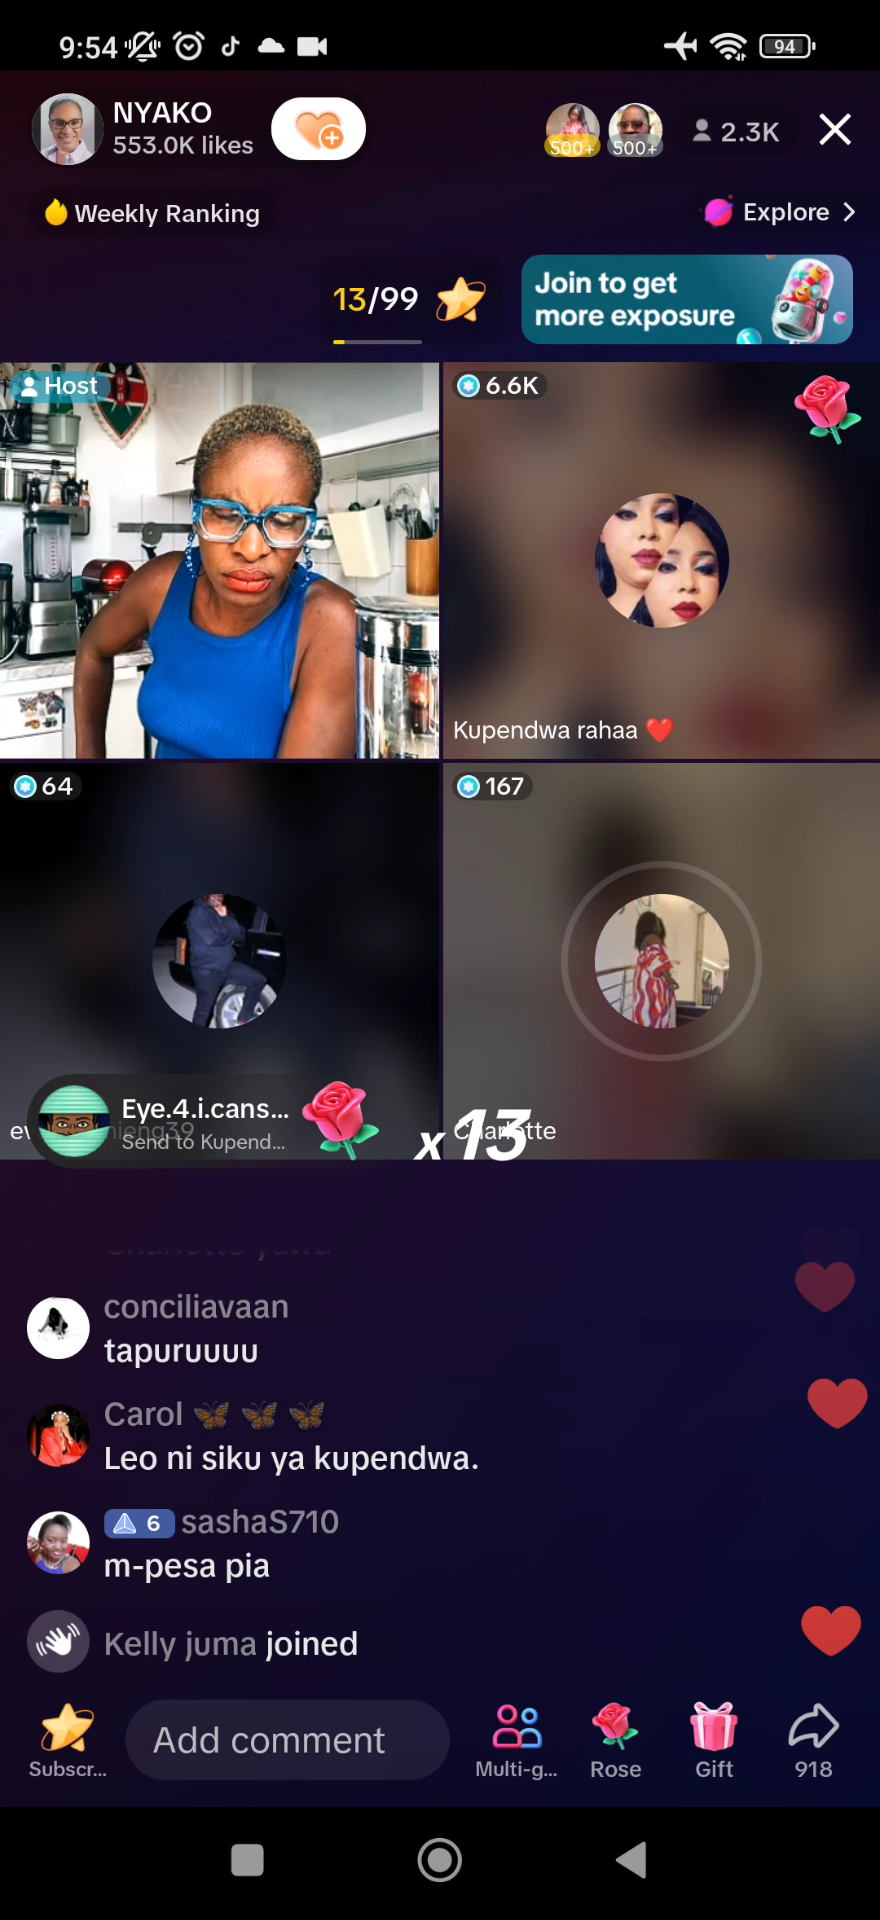 9:54
94
NYAKO
553.0K likes
500+
500+
2.3K
Weekly Ranking
Explore
13/99
Join to get
more exposure
Host
6.6K
Kupendwa rahaa ❤️
64
167
Eye.4.i.cans...
Send to Kupend...
x 13
Charlotte
conciliavaan
tapuruuuu
Carol 🦋 🦋 🦋
Leo ni siku ya kupendwa.
6 sashaS710
m-pesa pia
Kelly juma joined
Add comment
Subscr...
Multi-g...
Rose
Gift
918